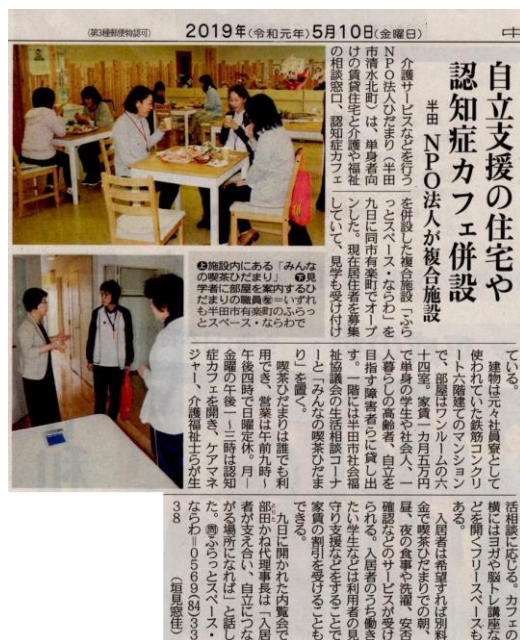 (第3種郵便物認可)
2019年(令和元年)5月10日(金曜日)
中
自立支援の住宅や
認知症カフェ併設
半田 NPO法人が複合施設
介護サービスなどを行う
NPO法人ひだまり(半田
市清水北町)は、単身者向
けの賃貸住宅と介護や福祉
の相談窓口、認知症カフェ
を併設した複合施設「ふら
っとスペース・ならわ」を
九日に同市有楽町でオープ
ンした。現在居住者を募集
していて、見学も受け付け
㊤施設内にある「みんな
の喫茶ひだまり」 ㊦見
学者に部屋を案内するひ
だまりの職員㊨=いずれ
も半田市有楽町のふらっ
とスペース・ならわで
ている。
建物は元々社員寮として
使われていた鉄筋コンクリ
ート六階建てのマンション
で、部屋はワンルームの六
十四室。家賃一カ月五万円
で単身の学生や社会人、一
人暮らしの高齢者、自立を
目指す障害者らに貸し出
す。一階には半田市社会福
祉協議会の生活相談コーナ
ーと「みんなの喫茶ひだま
り」を置く。
喫茶ひだまりは誰でも利
用でき、営業は午前九時~
午後四時で日曜定休。月~
金曜の午後一~三時は認知
症カフェを開き、ケアマネ
ジャー、介護福祉士らが生
活相談に応じる。カフェの
横にはヨガや脳トレ講座な
どを開くフリースペースも
ある。
入居者は希望すれば別料
金で喫茶ひだまりでの朝、
昼、夜の食事や洗濯、安否
確認などのサービスが受け
られる。入居者のうち働き
たい学生などは利用者の見
守り支援などをすることで
家賃の割引を受けることも
できる。
九日に開かれた内覧会で
部田かね代理事長は「入居
者が支え合い、自立につな
がる場所になれば」と話し
た。㉄ふらっとスペース・
ならわ=0569(84)33
38 (垣見窓佳)